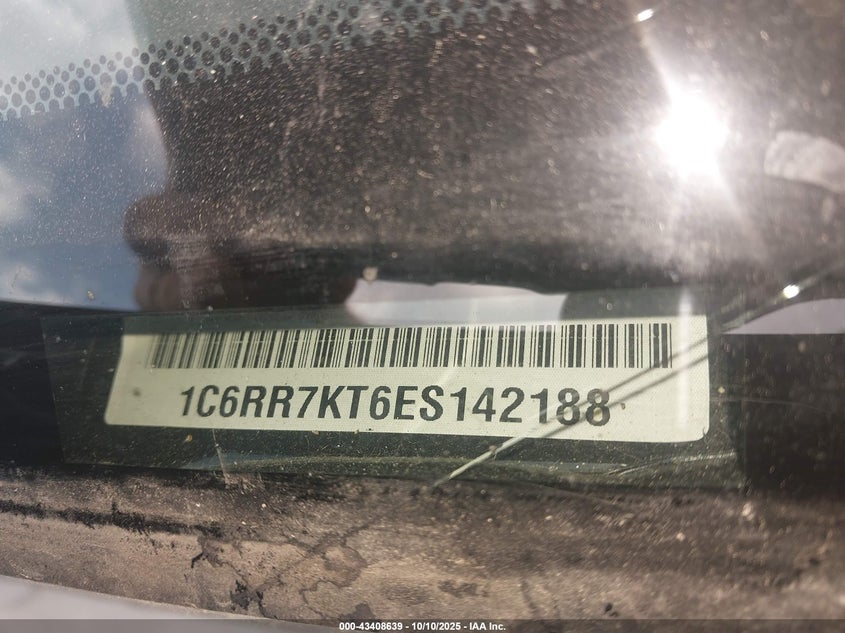 1C6RR7KT6ES142188
000-43408639 - 10/10/2025 - IAA Inc.